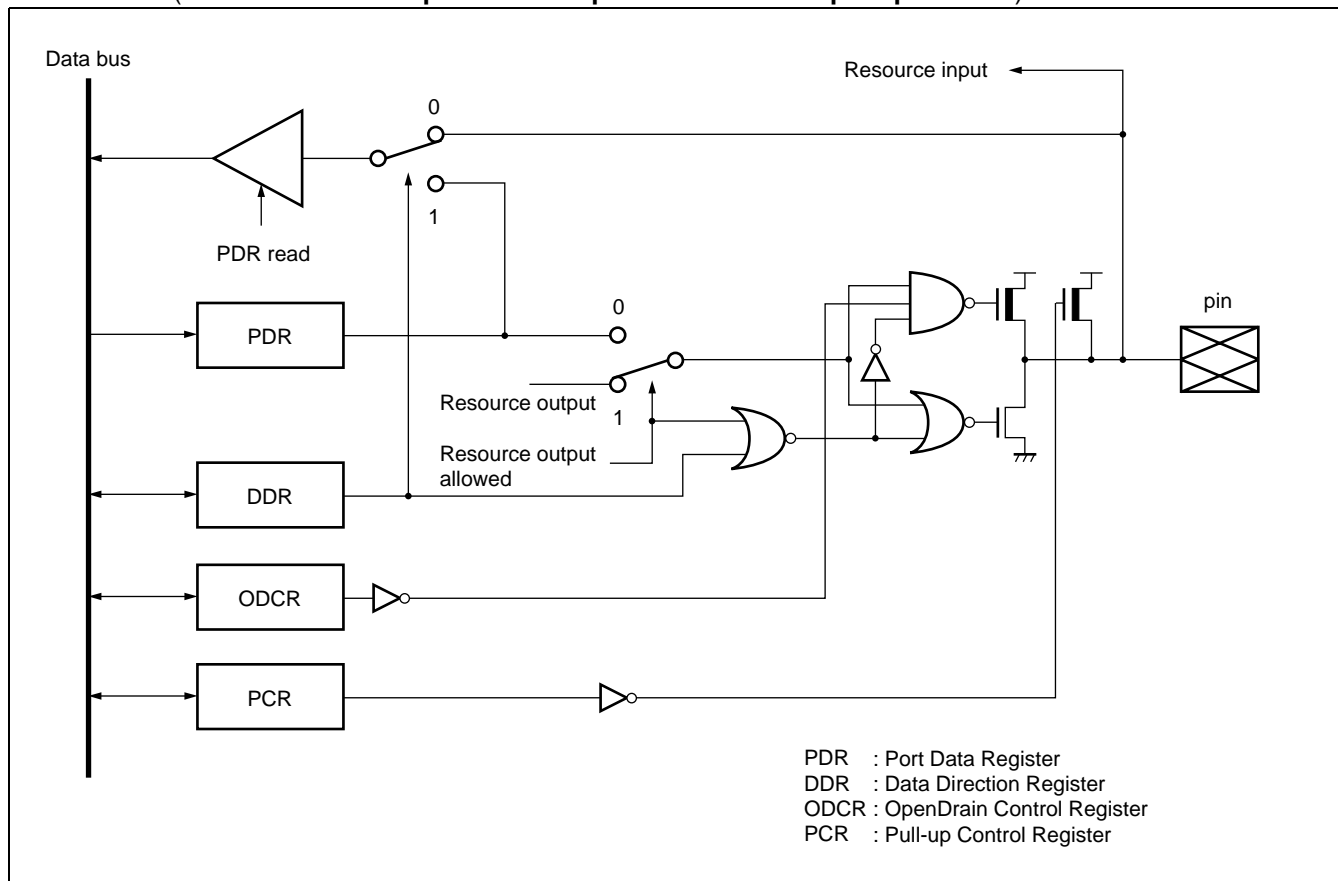 Data bus
Resource input
0
1
PDR read
pin
0
PDR
Resource output
1
Resource output
allowed
DDR
ODCR
PCR
PDR : Port Data Register
DDR : Data Direction Register
ODCR : OpenDrain Control Register
PCR : Pull-up Control Register